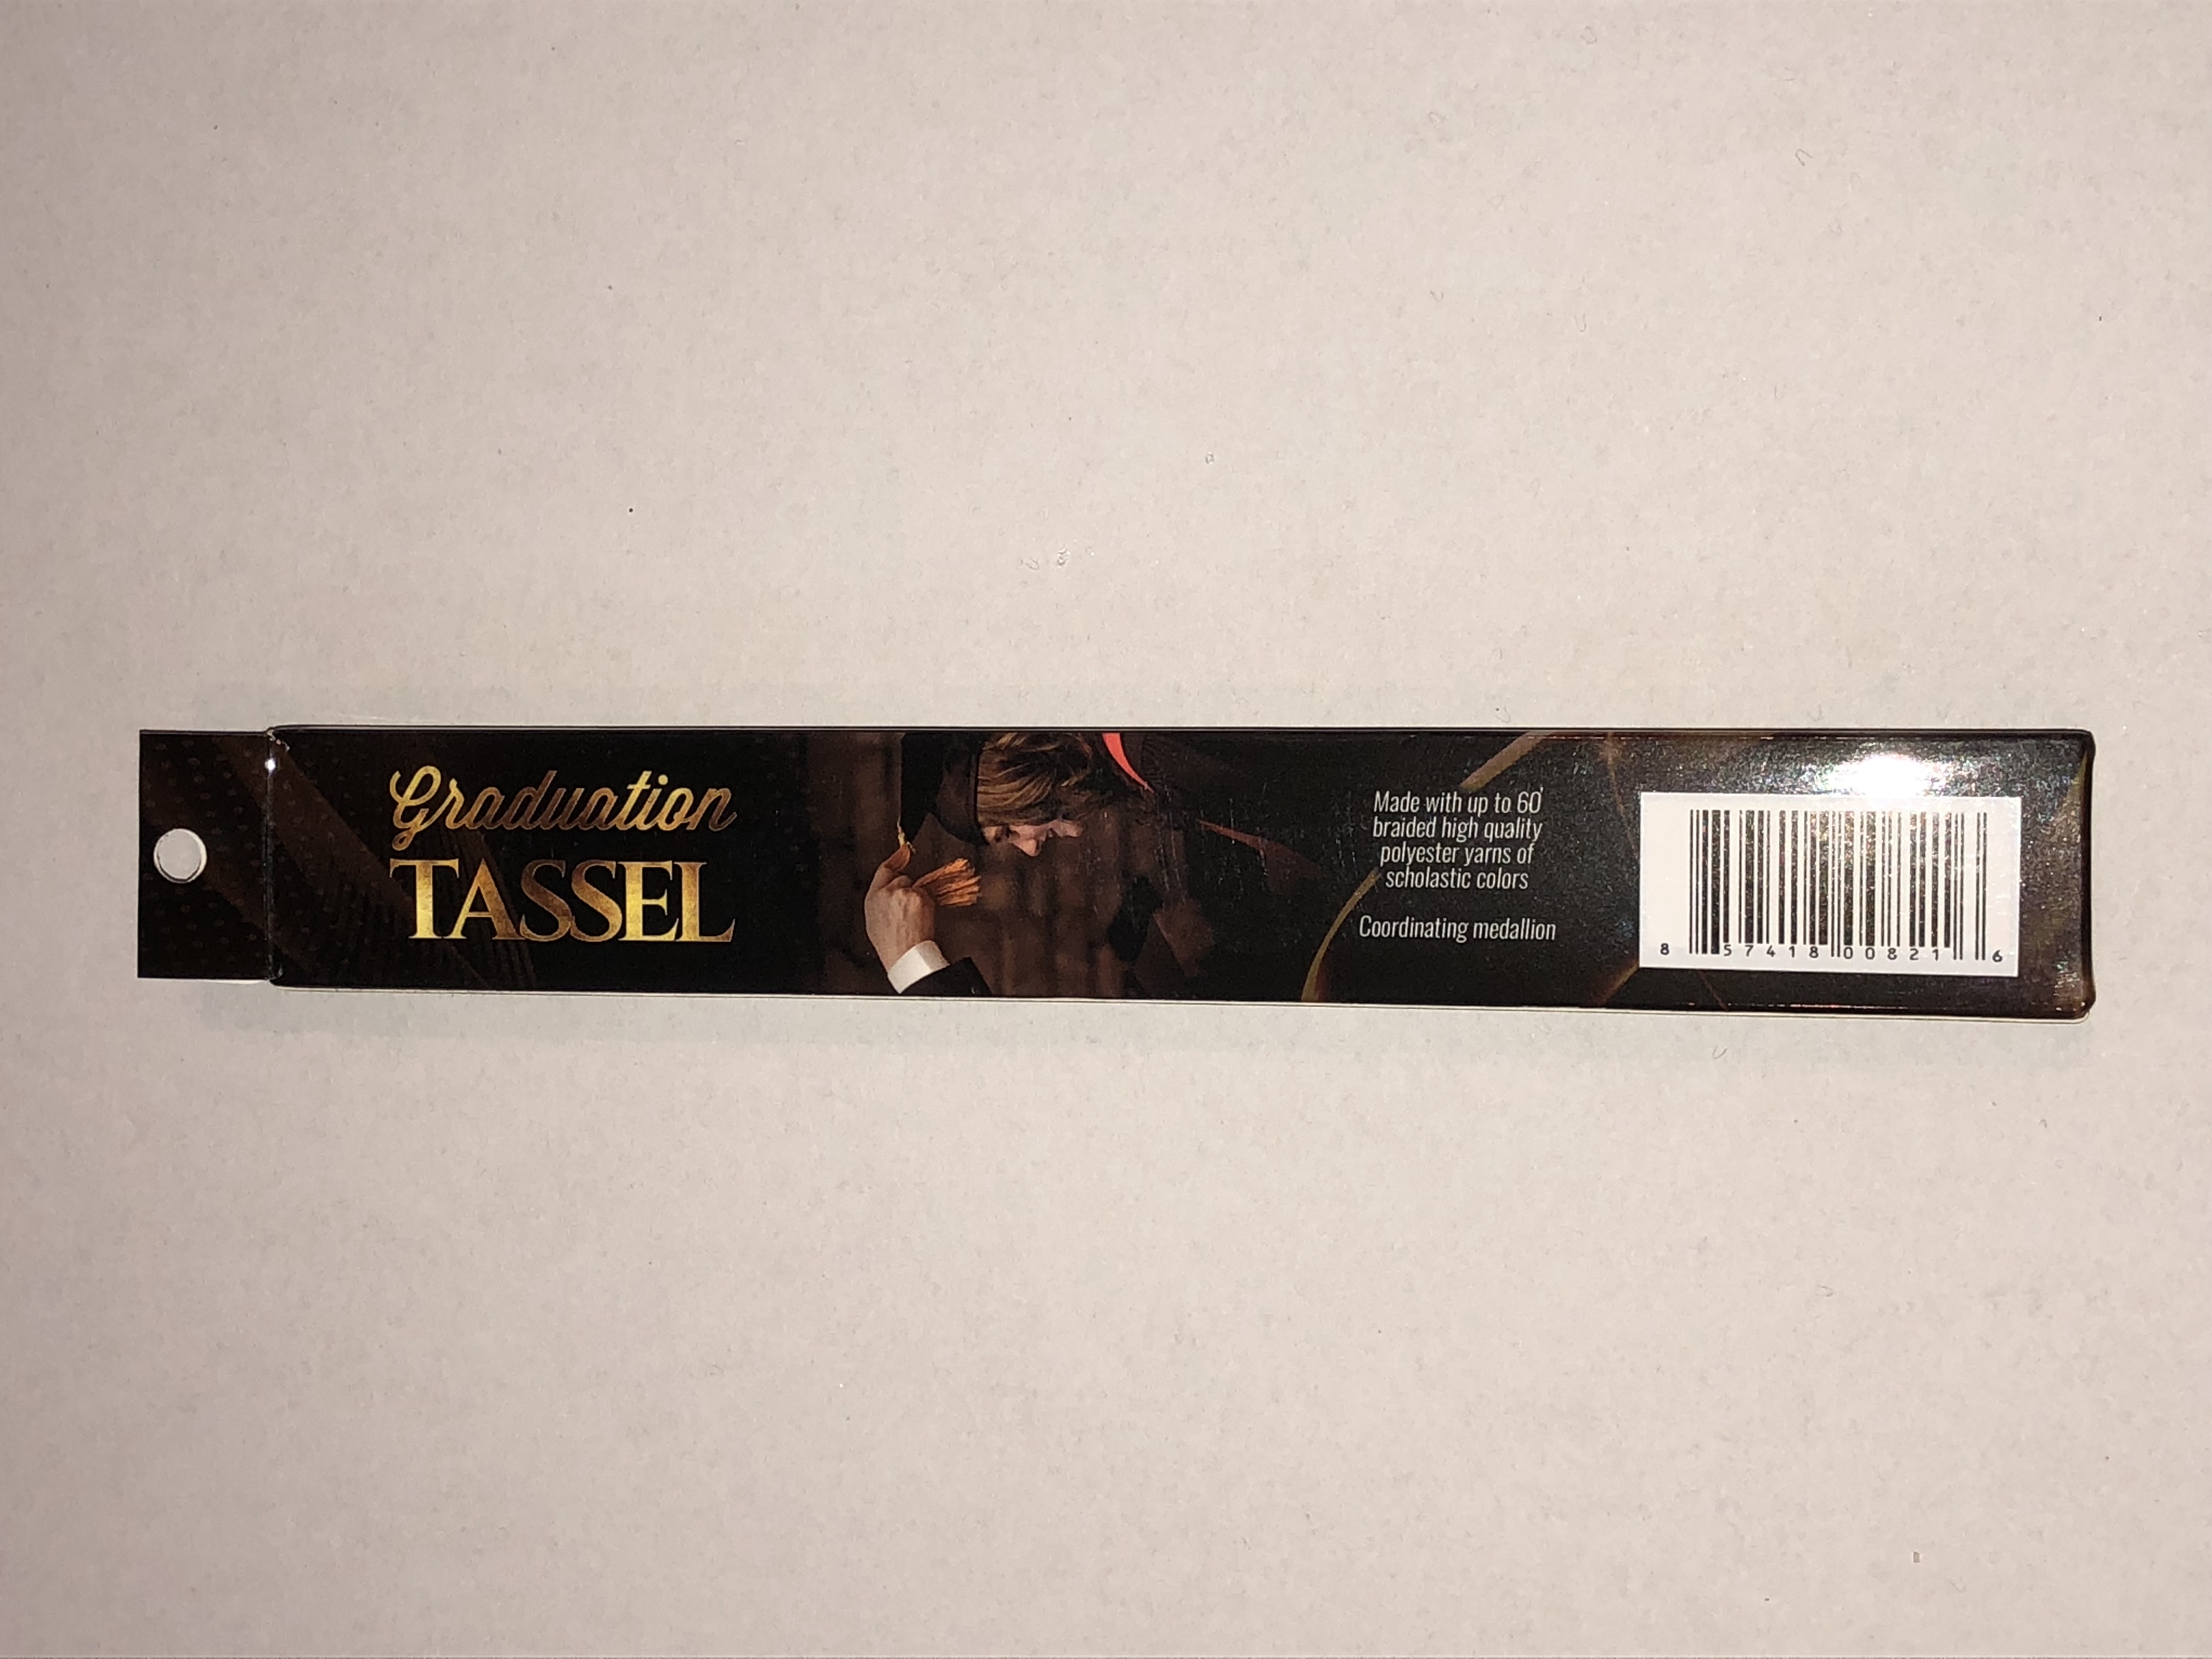 Graduation
TASSEL
Made with up to 60'
braided high quality
polyester yarns of
scholastic colors
Coordinating medallion
8 57418 00821 6